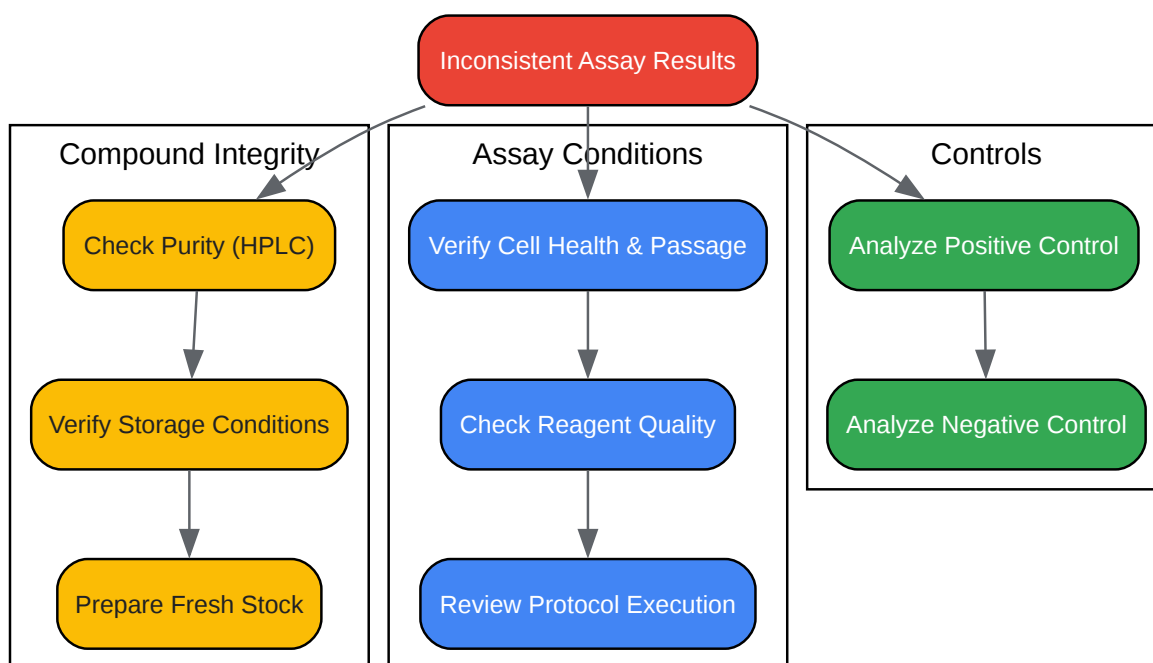 Inconsistent Assay Results
Compound Integrity
Check Purity (HPLC)
Verify Storage Conditions
Prepare Fresh Stock
Assay Conditions
Verify Cell Health & Passage
Check Reagent Quality
Review Protocol Execution
Controls
Analyze Positive Control
Analyze Negative Control